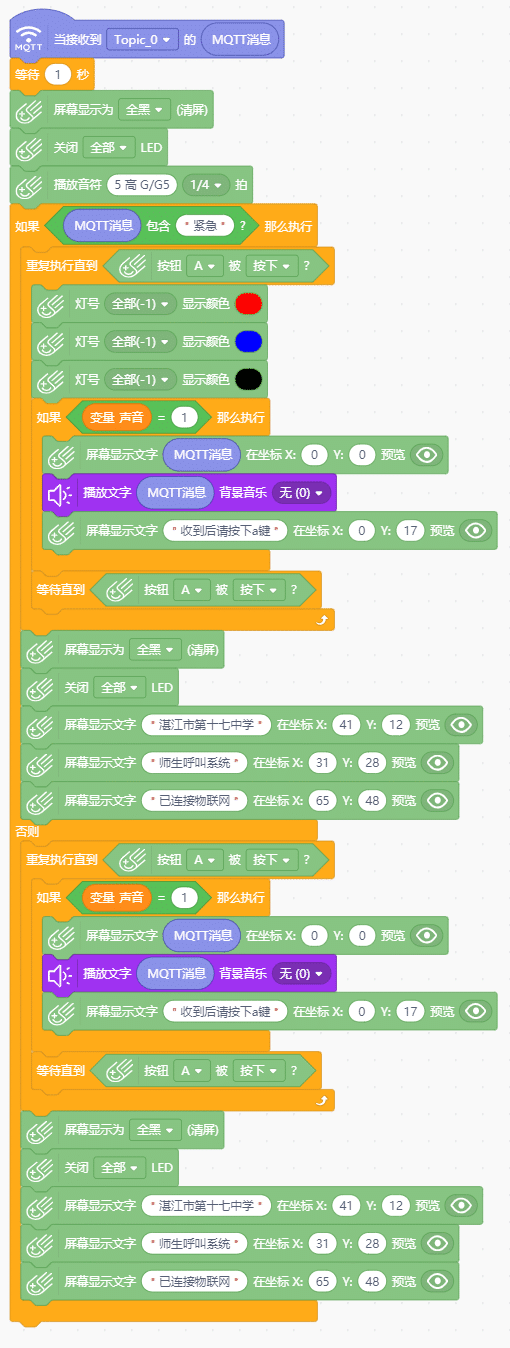 MQTT 当接收到 Topic_0 的 MQTT消息
等待 1 秒
屏幕显示为 全黑 (清屏)
关闭 全部 LED
播放音符 5 高 G/G5 1/4 拍
如果 MQTT消息 包含 "紧急" ? 那么执行
重复执行直到 按钮 A 被 按下 ?
灯号 全部(-1) 显示颜色
灯号 全部(-1) 显示颜色
灯号 全部(-1) 显示颜色
如果 变量 声音 = 1 那么执行
屏幕显示文字 MQTT消息 在坐标 X: 0 Y: 0 预览
播放文字 MQTT消息 背景音乐 无 (0)
屏幕显示文字 "收到后请按下a键" 在坐标 X: 0 Y: 17 预览
等待直到 按钮 A 被 按下 ?
屏幕显示为 全黑 (清屏)
关闭 全部 LED
屏幕显示文字 "湛江市第十七中学" 在坐标 X: 41 Y: 12 预览
屏幕显示文字 "师生呼叫系统" 在坐标 X: 31 Y: 28 预览
屏幕显示文字 "已连接物联网" 在坐标 X: 65 Y: 48 预览
否则
重复执行直到 按钮 A 被 按下 ?
如果 变量 声音 = 1 那么执行
屏幕显示文字 MQTT消息 在坐标 X: 0 Y: 0 预览
播放文字 MQTT消息 背景音乐 无 (0)
屏幕显示文字 "收到后请按下a键" 在坐标 X: 0 Y: 17 预览
等待直到 按钮 A 被 按下 ?
屏幕显示为 全黑 (清屏)
关闭 全部 LED
屏幕显示文字 "湛江市第十七中学" 在坐标 X: 41 Y: 12 预览
屏幕显示文字 "师生呼叫系统" 在坐标 X: 31 Y: 28 预览
屏幕显示文字 "已连接物联网" 在坐标 X: 65 Y: 48 预览